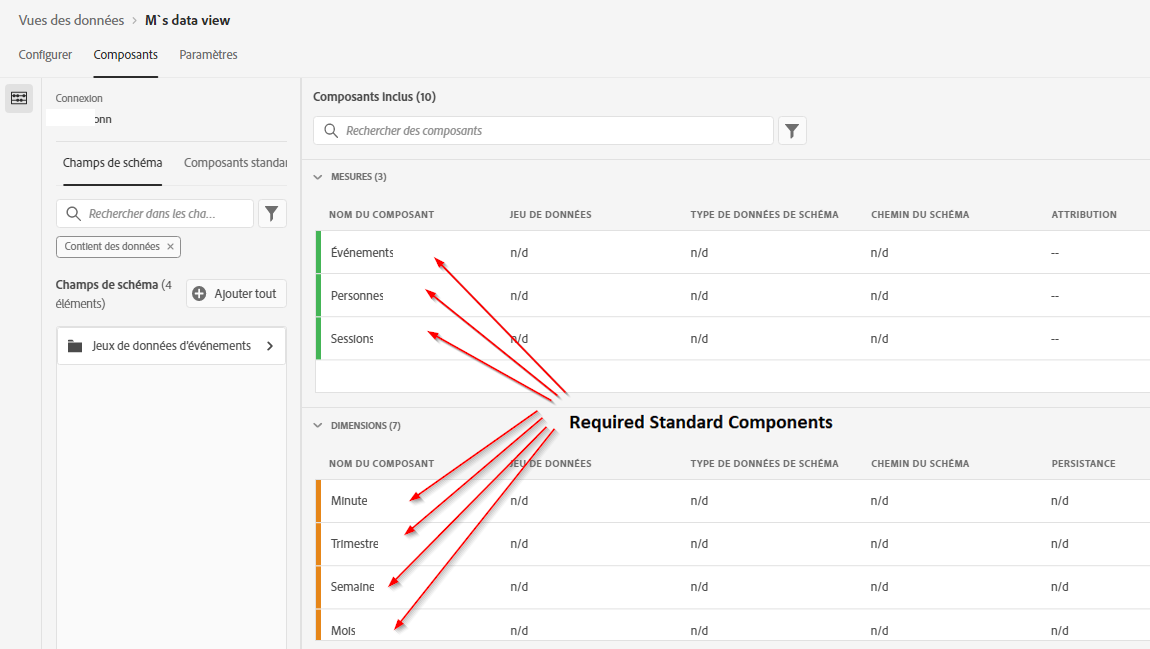 Vues des données > M`s data view
Configurer Composants Paramètres
Connexion
onn
Champs de schéma Composants standar
Rechercher dans les cha...
Contient des données ×
Champs de schéma (4
éléments)
Ajouter tout
Jeux de données d'événements >
Composants inclus (10)
Rechercher des composants
MESURES (3)
NOM DU COMPOSANT JEU DE DONNÉES TYPE DE DONNÉES DE SCHÉMA CHEMIN DU SCHÉMA ATTRIBUTION
Événements n/d n/d n/d --
Personnes n/d n/d n/d --
Sessions n/d n/d n/d --
Required Standard Components
DIMENSIONS (7)
NOM DU COMPOSANT JEU DE DONNÉES TYPE DE DONNÉES DE SCHÉMA CHEMIN DU SCHÉMA PERSISTANCE
Minute n/d n/d n/d n/d
Trimestre n/d n/d n/d n/d
Semaine n/d n/d n/d n/d
Mois n/d n/d n/d n/d